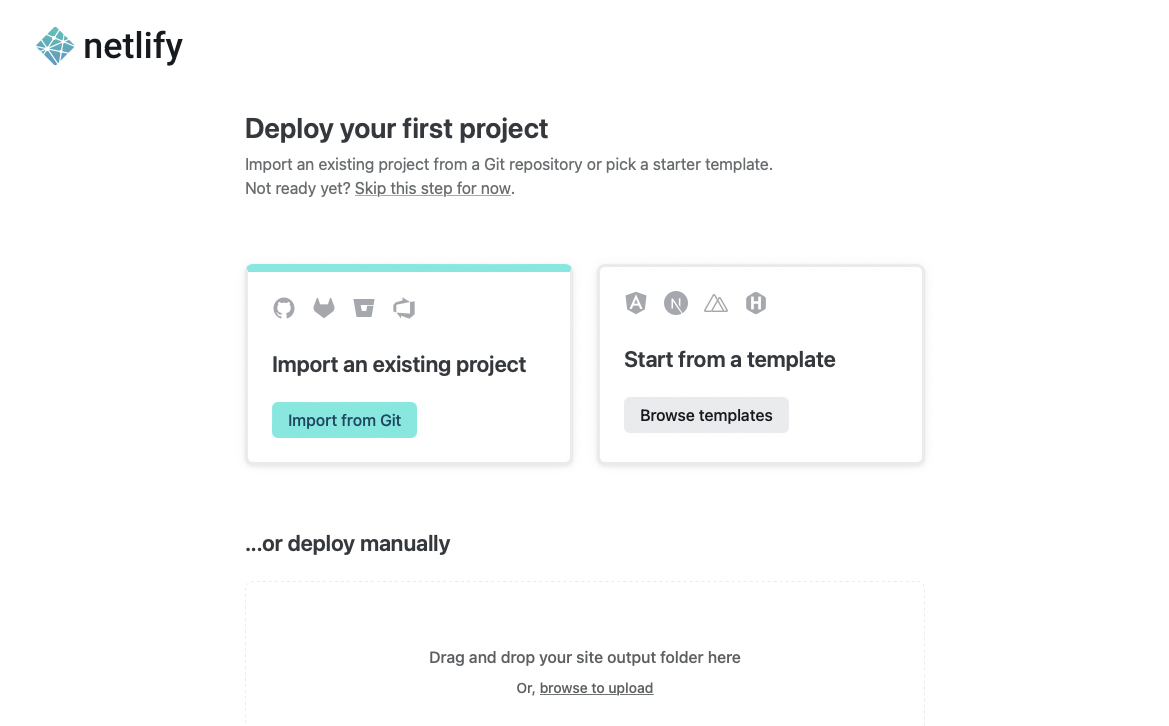 netlify
Deploy your first project
Import an existing project from a Git repository or pick a starter template.
Not ready yet? Skip this step for now.
Import an existing project
Import from Git
Start from a template
Browse templates
...or deploy manually
Drag and drop your site output folder here
Or, browse to upload